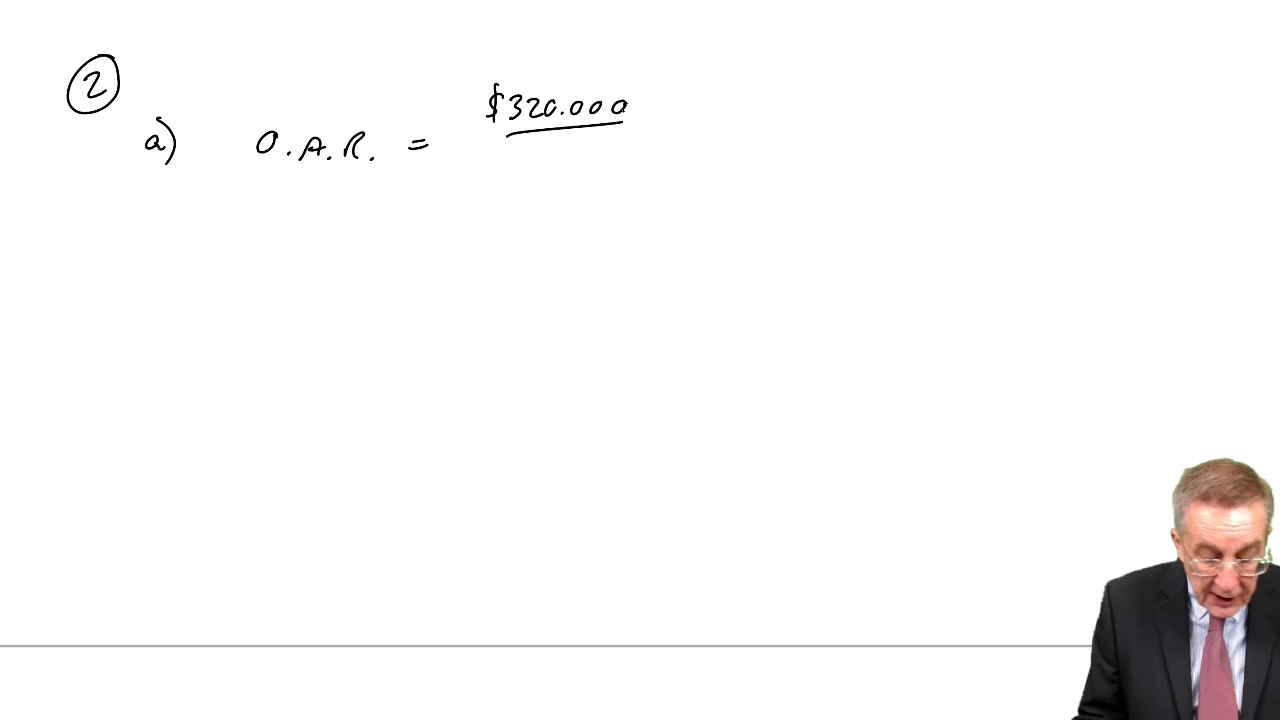 ②
$320.000
a) O.A.R. =